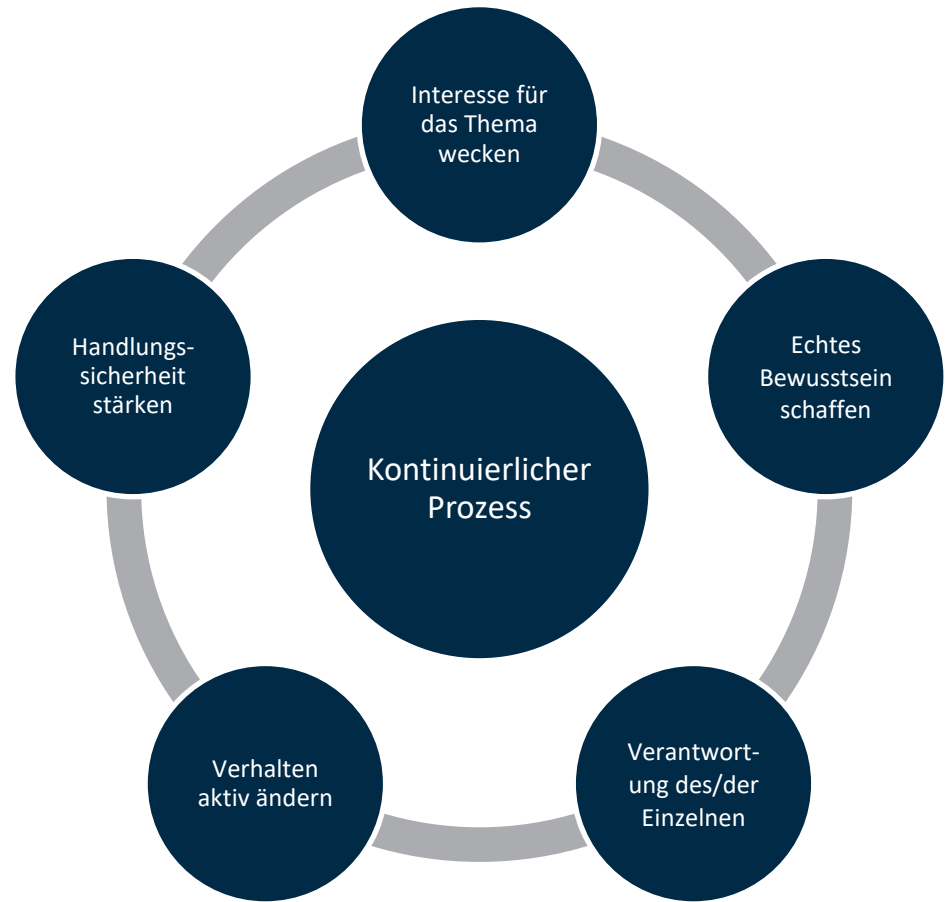 Interesse für
das Thema
wecken
Echtes
Bewusstsein
schaffen
Verantwort-
ung des/der
Einzelnen
Verhalten
aktiv ändern
Handlungs-
sicherheit
stärken
Kontinuierlicher
Prozess